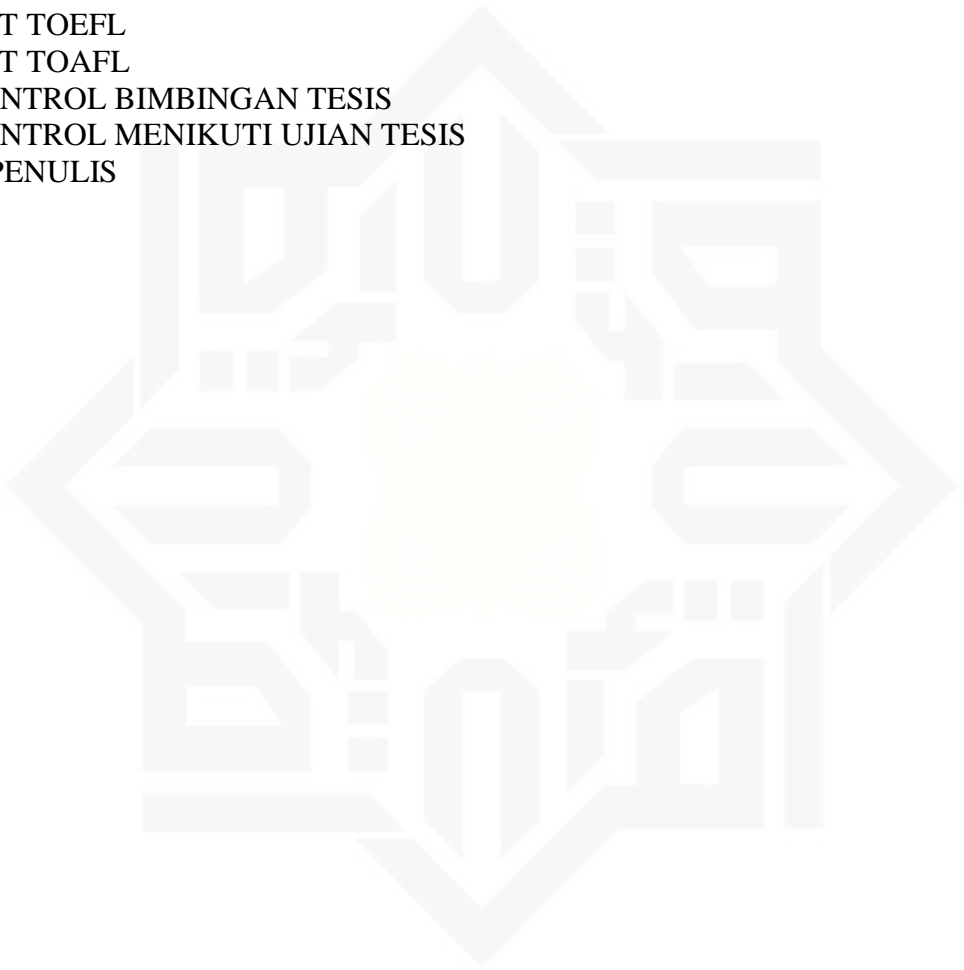 T TOEFL
T TOAFL
NTROL BIMBINGAN TESIS
NTROL MENIKUTI UJIAN TESIS
PENULIS